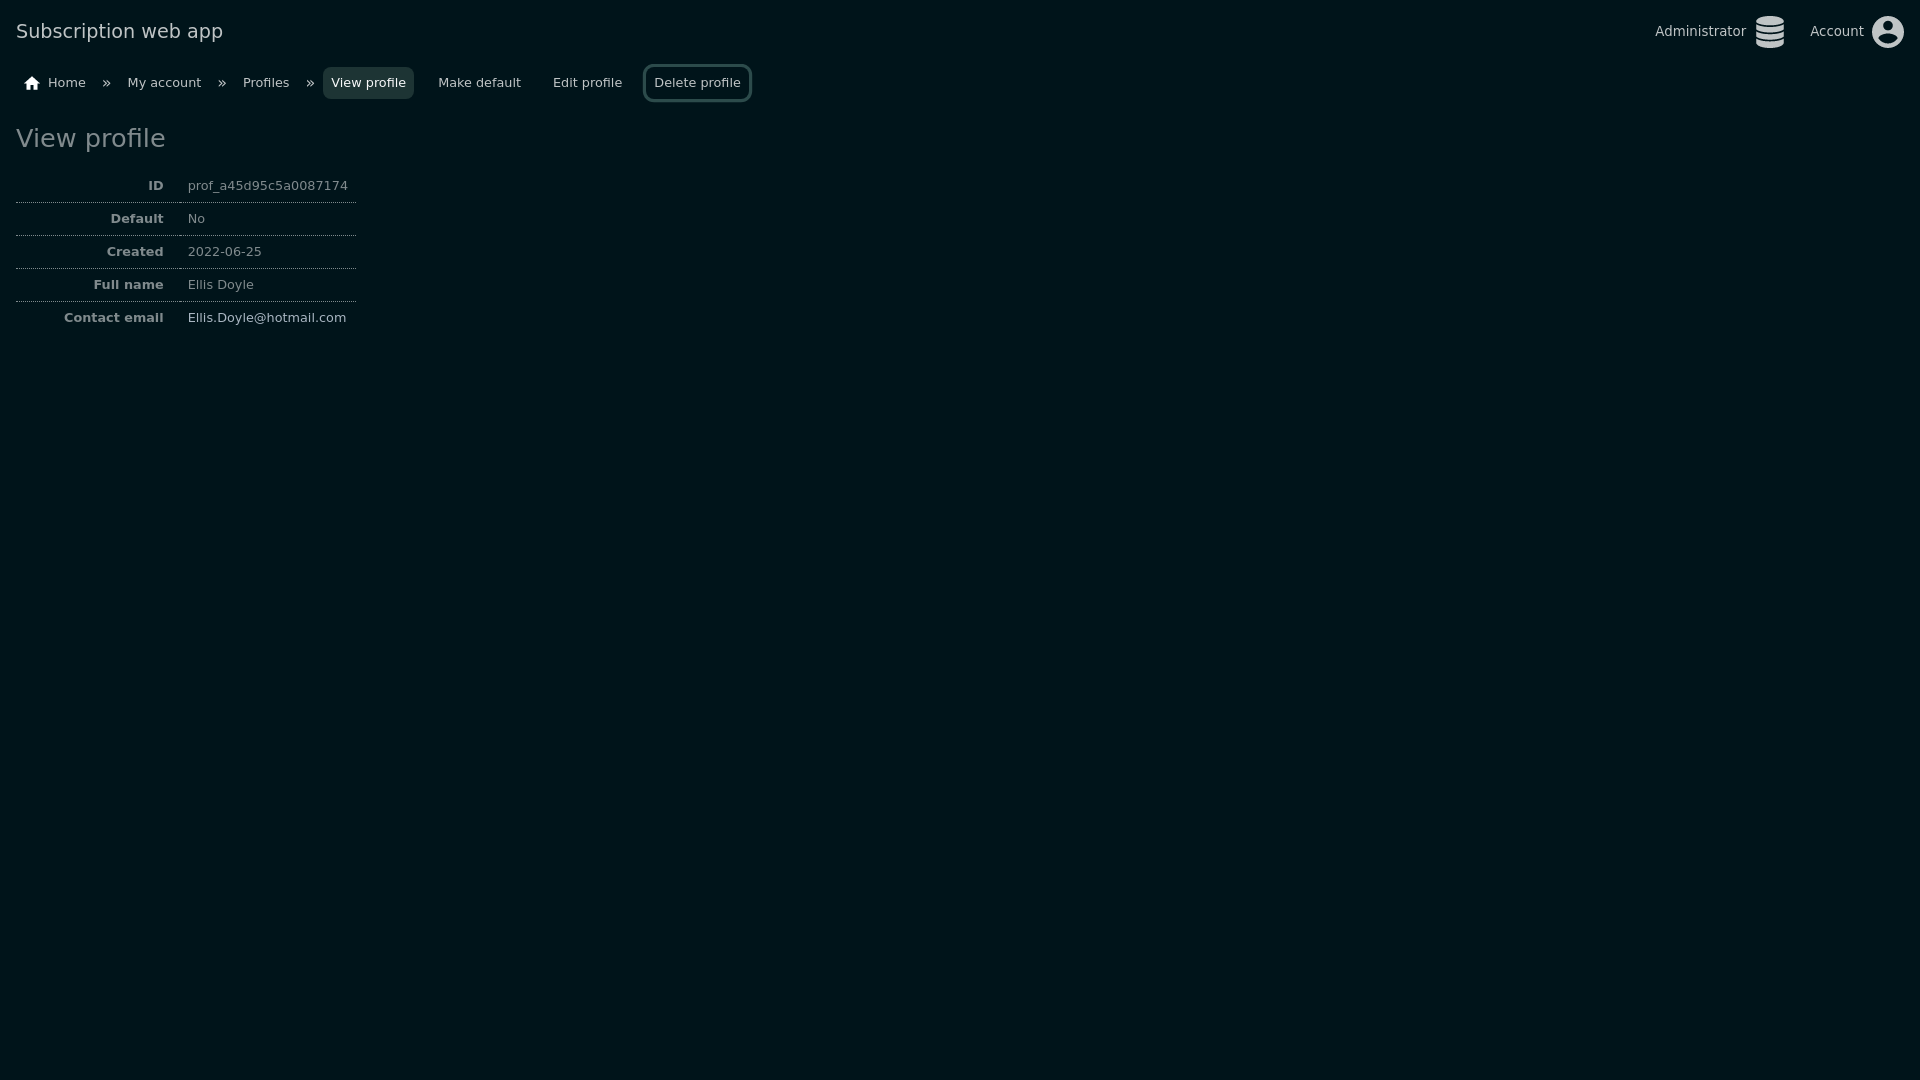 Subscription web app
Administrator
Account
Home » My account » Profiles » View profile Make default Edit profile Delete profile
View profile
ID prof_a45d95c5a0087174
Default No
Created 2022-06-25
Full name Ellis Doyle
Contact email Ellis.Doyle@hotmail.com